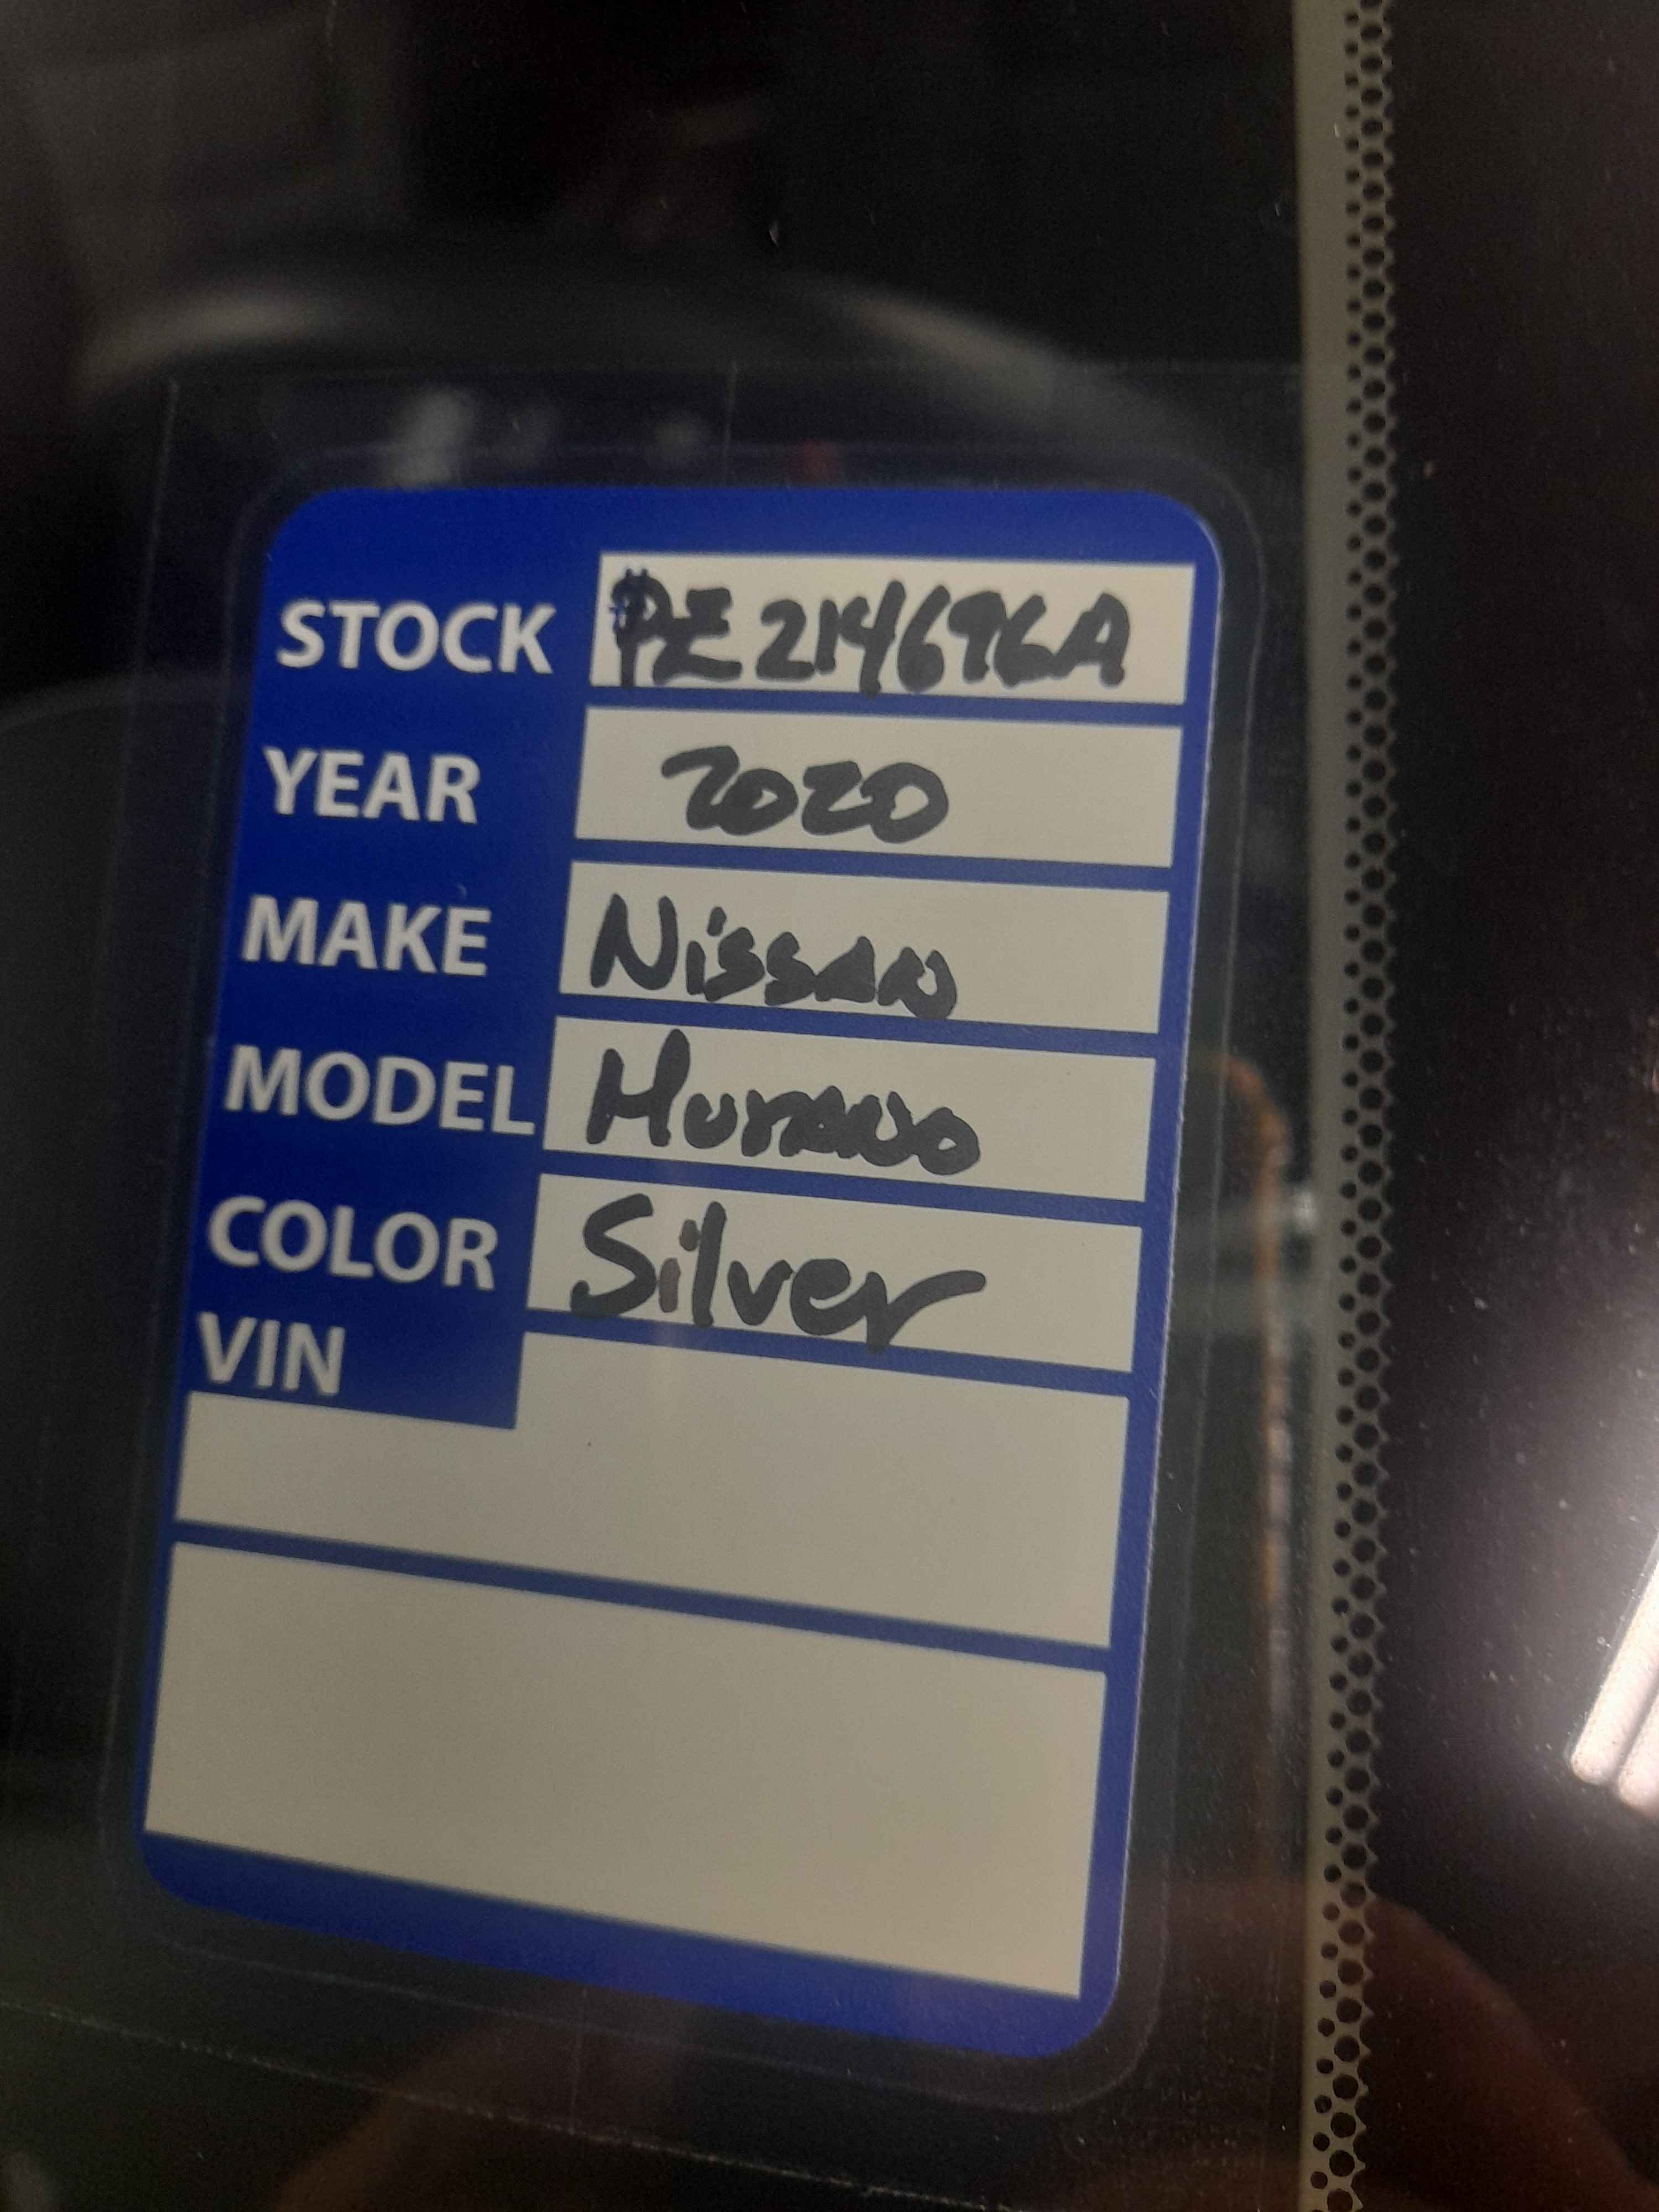 STOCK PE214696A
YEAR 2020
MAKE Nissan
MODEL Murano
COLOR Silver
VIN